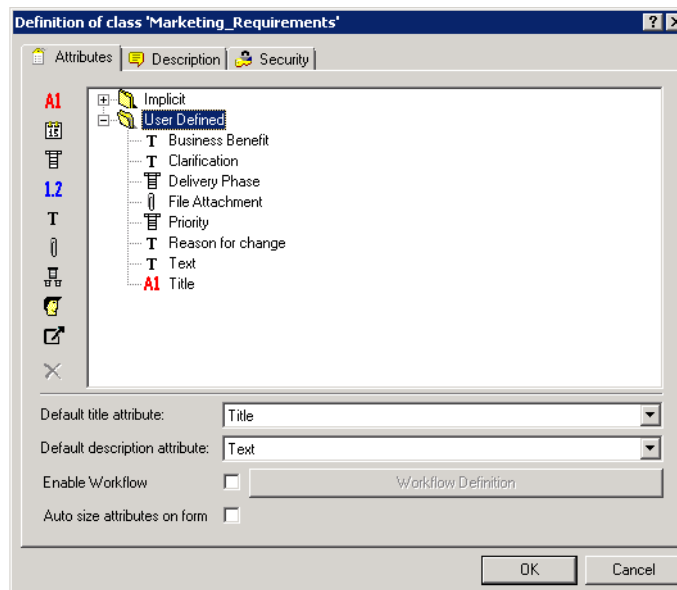 Definition of class 'Marketing_Requirements'
Attributes Description Security
A1
15
1.2
T
Implicit
User Defined
T Business Benefit
T Clarification
Delivery Phase
File Attachment
Priority
T Reason for change
T Text
A1 Title
Default title attribute: Title
Default description attribute: Text
Enable Workflow Workflow Definition
Auto size attributes on form
OK Cancel